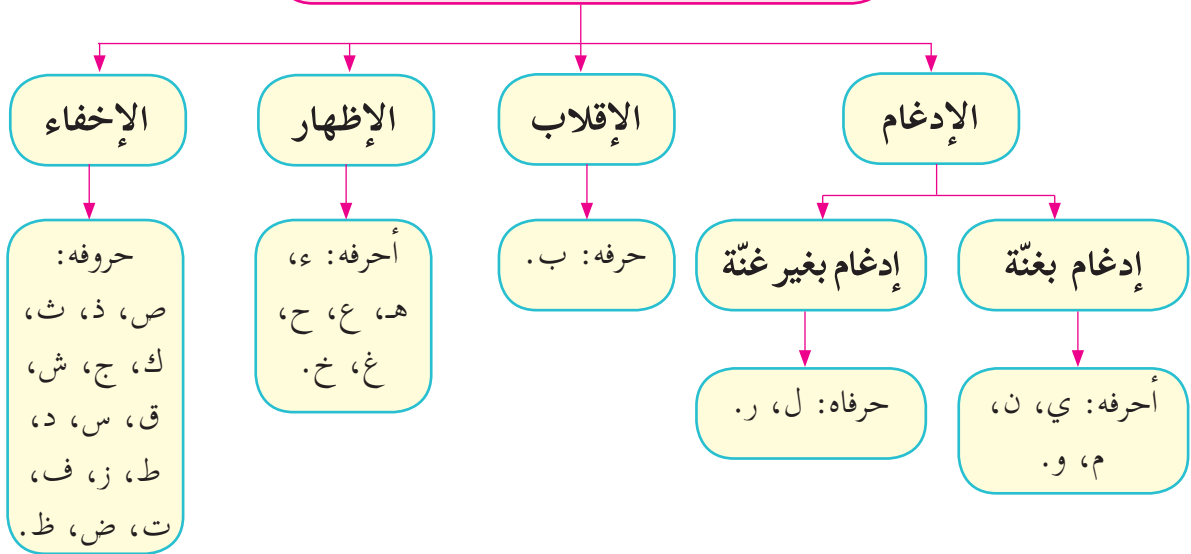 الإدغام
الإقلاب
الإظهار
الإخفاء
إدغام بغنّة
إدغام بغير غنّة
حرفه: ب.
أحرفه: ء،
هـ، ع، ح،
غ، خ.
حروفه:
ص، ذ، ث،
ك، ج، ش،
ق، س، د،
ط، ز، ف،
ت، ض، ظ.
أحرفه: ي، ن،
م، و.
حرفاه: ل، ر.